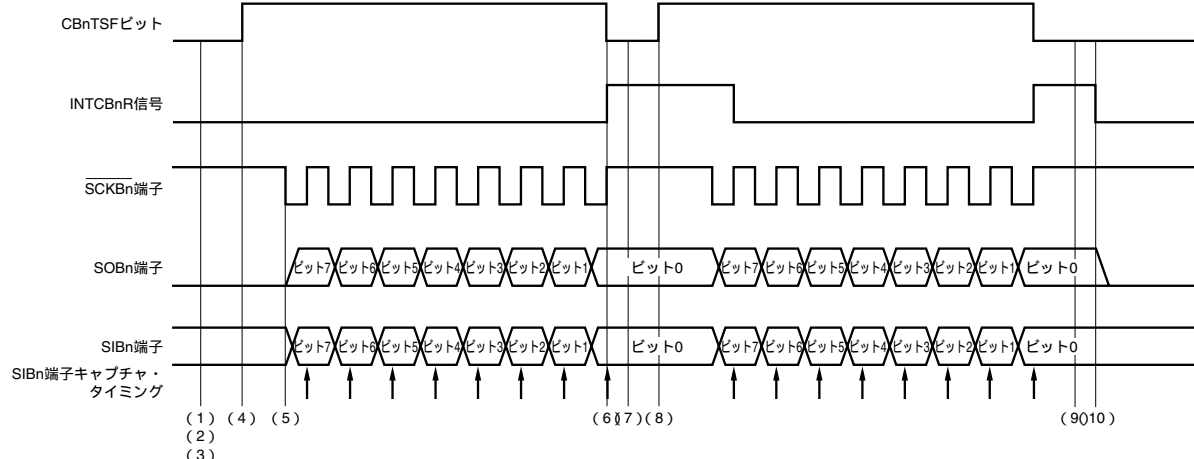 CBnTSFビット
INTCBnR信号
SCKBn端子
SOBn端子
ビット7 ビット6 ビット5 ビット4 ビット3 ビット2 ビット1 ビット0 ビット7 ビット6 ビット5 ビット4 ビット3 ビット2 ビット1 ビット0
SIBn端子
ビット7 ビット6 ビット5 ビット4 ビット3 ビット2 ビット1 ビット0 ビット7 ビット6 ビット5 ビット4 ビット3 ビット2 ビット1 ビット0
SIBn端子キャプチャ・
タイミング
(1) (4) (5) (6)(7)(8) (9)(10)
(2)
(3)